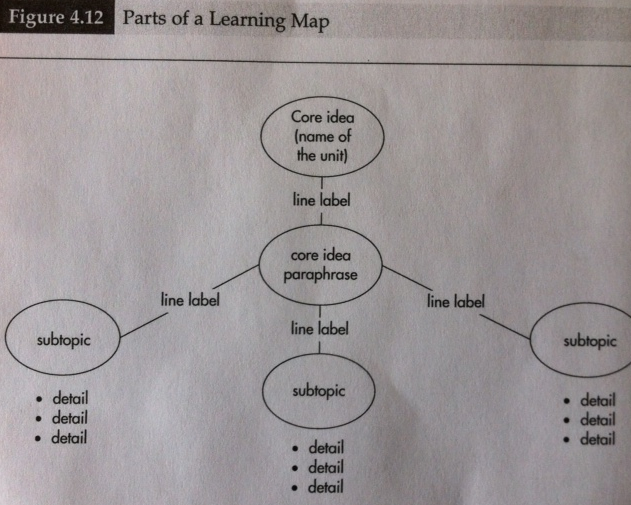 Figure 4.12 Parts of a Learning Map
Core idea
(name of
the unit)
line label
core idea
paraphrase
line label
line label
line label
subtopic
subtopic
subtopic
• detail
• detail
• detail
• detail
• detail
• detail
• detail
• detail
• detail